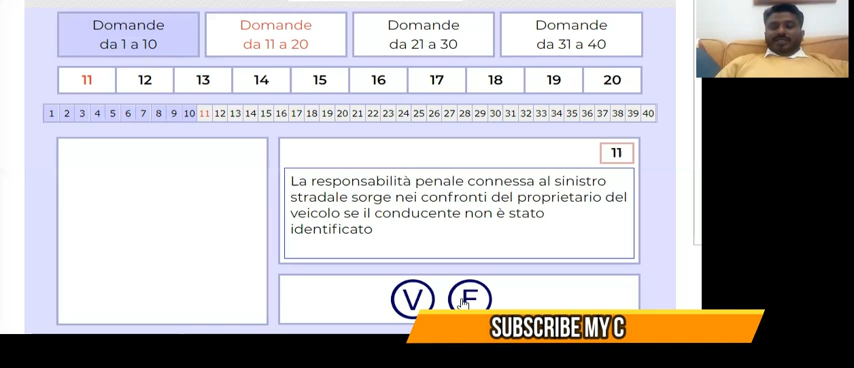 Domande
da 1 a 10
Domande
da 11 a 20
Domande
da 21 a 30
Domande
da 31 a 40
11 12 13 14 15 16 17 18 19 20
1 2 3 4 5 6 7 8 9 10 11 12 13 14 15 16 17 18 19 20 21 22 23 24 25 26 27 28 29 30 31 32 33 34 35 36 37 38 39 40
11
La responsabilità penale connessa al sinistro
stradale sorge nei confronti del proprietario del
veicolo se il conducente non è stato
identificato
V F
SUBSCRIBE MY C